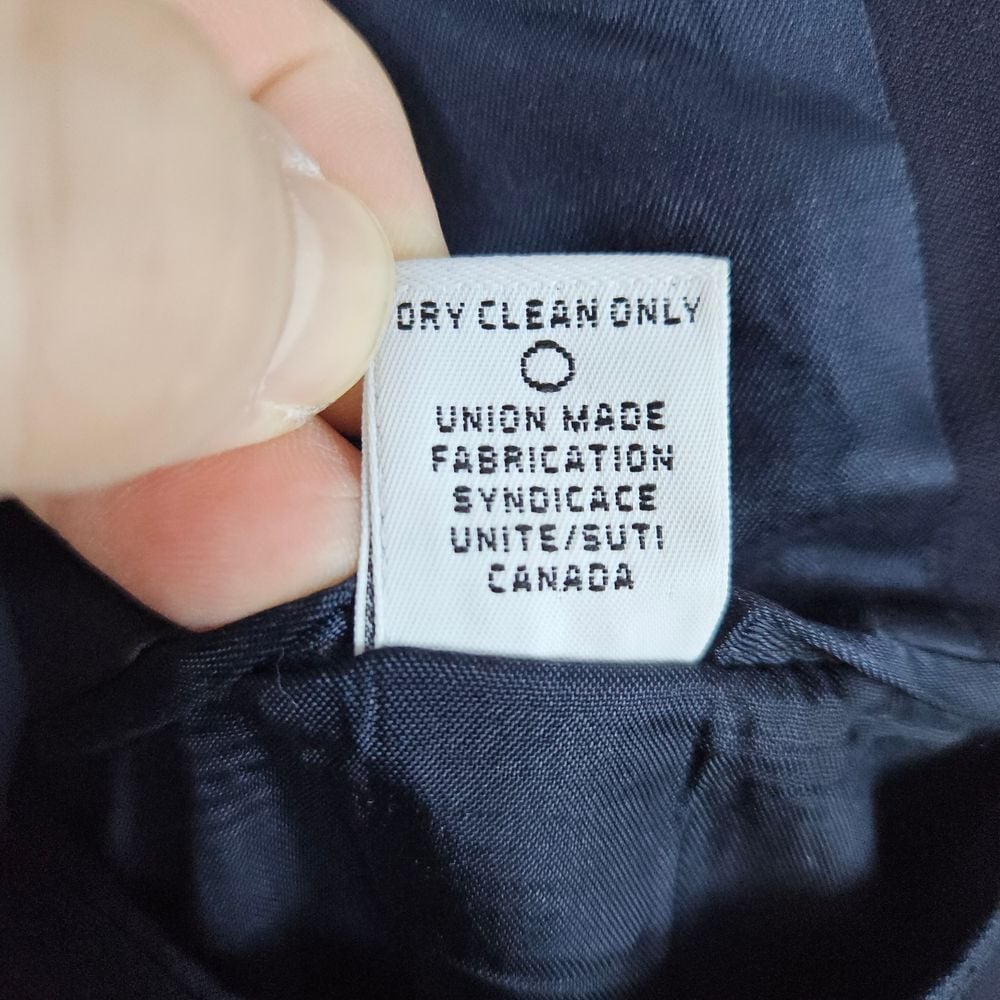 DRY CLEAN ONLY
UNION MADE
FABRICATION
SYNDICACE
UNITE/SUTI
CANADA